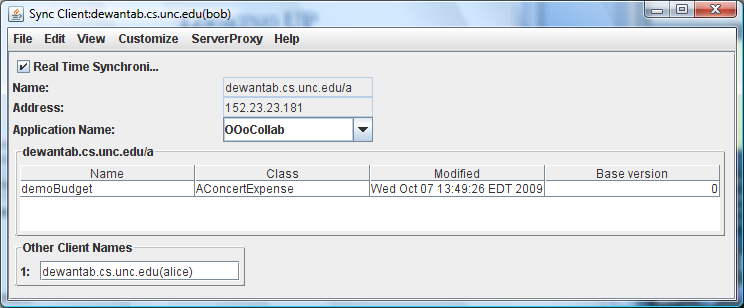 Sync Client:dewantab.cs.unc.edu(bob)
File Edit View Customize ServerProxy Help
Real Time Synchroni...
Name: dewantab.cs.unc.edu/a
Address: 152.23.23.181
Application Name: OOoCollab
dewantab.cs.unc.edu/a
Name Class Modified Base version
demoBudget AConcertExpense Wed Oct 07 13:49:26 EDT 2009 0
Other Client Names
1: dewantab.cs.unc.edu(alice)